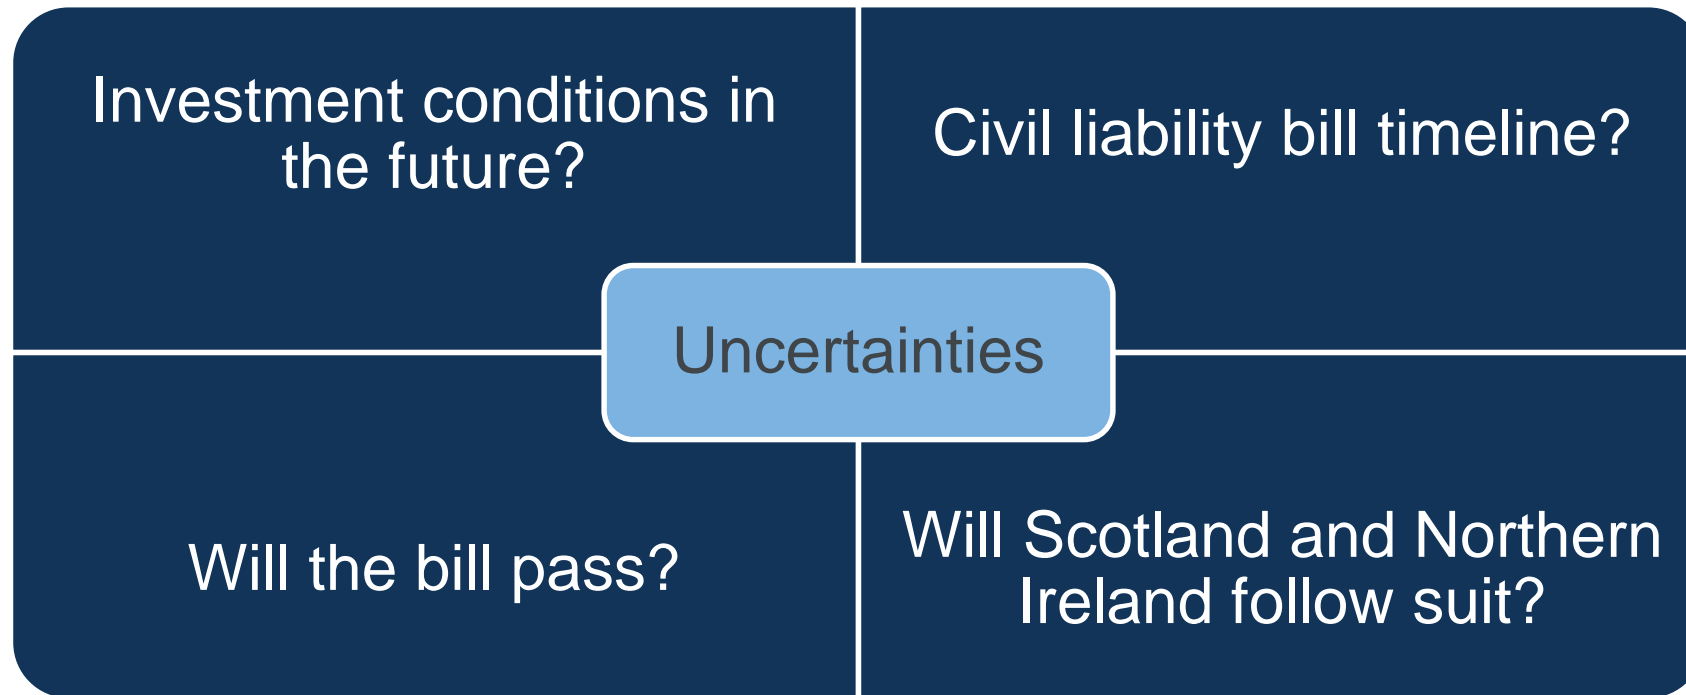 Investment conditions in
the future?
Civil liability bill timeline?
Uncertainties
Will the bill pass?
Will Scotland and Northern
Ireland follow suit?